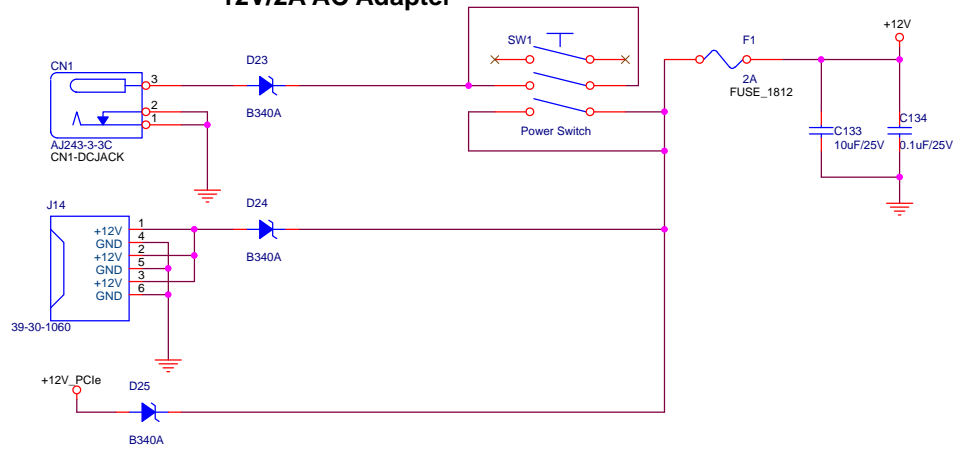 12V/2A AC Adapter
+12V
SW1
F1
CN1
D23
3
2A
FUSE_1812
2
B340A
1
Power Switch
C133
10uF/25V
C134
0.1uF/25V
AJ243-3-3C
CN1-DCJACK
J14
D24
+12V
1
GND
4
+12V
2
GND
5
+12V
3
GND
6
B340A
39-30-1060
+12V_PCIe
D25
B340A